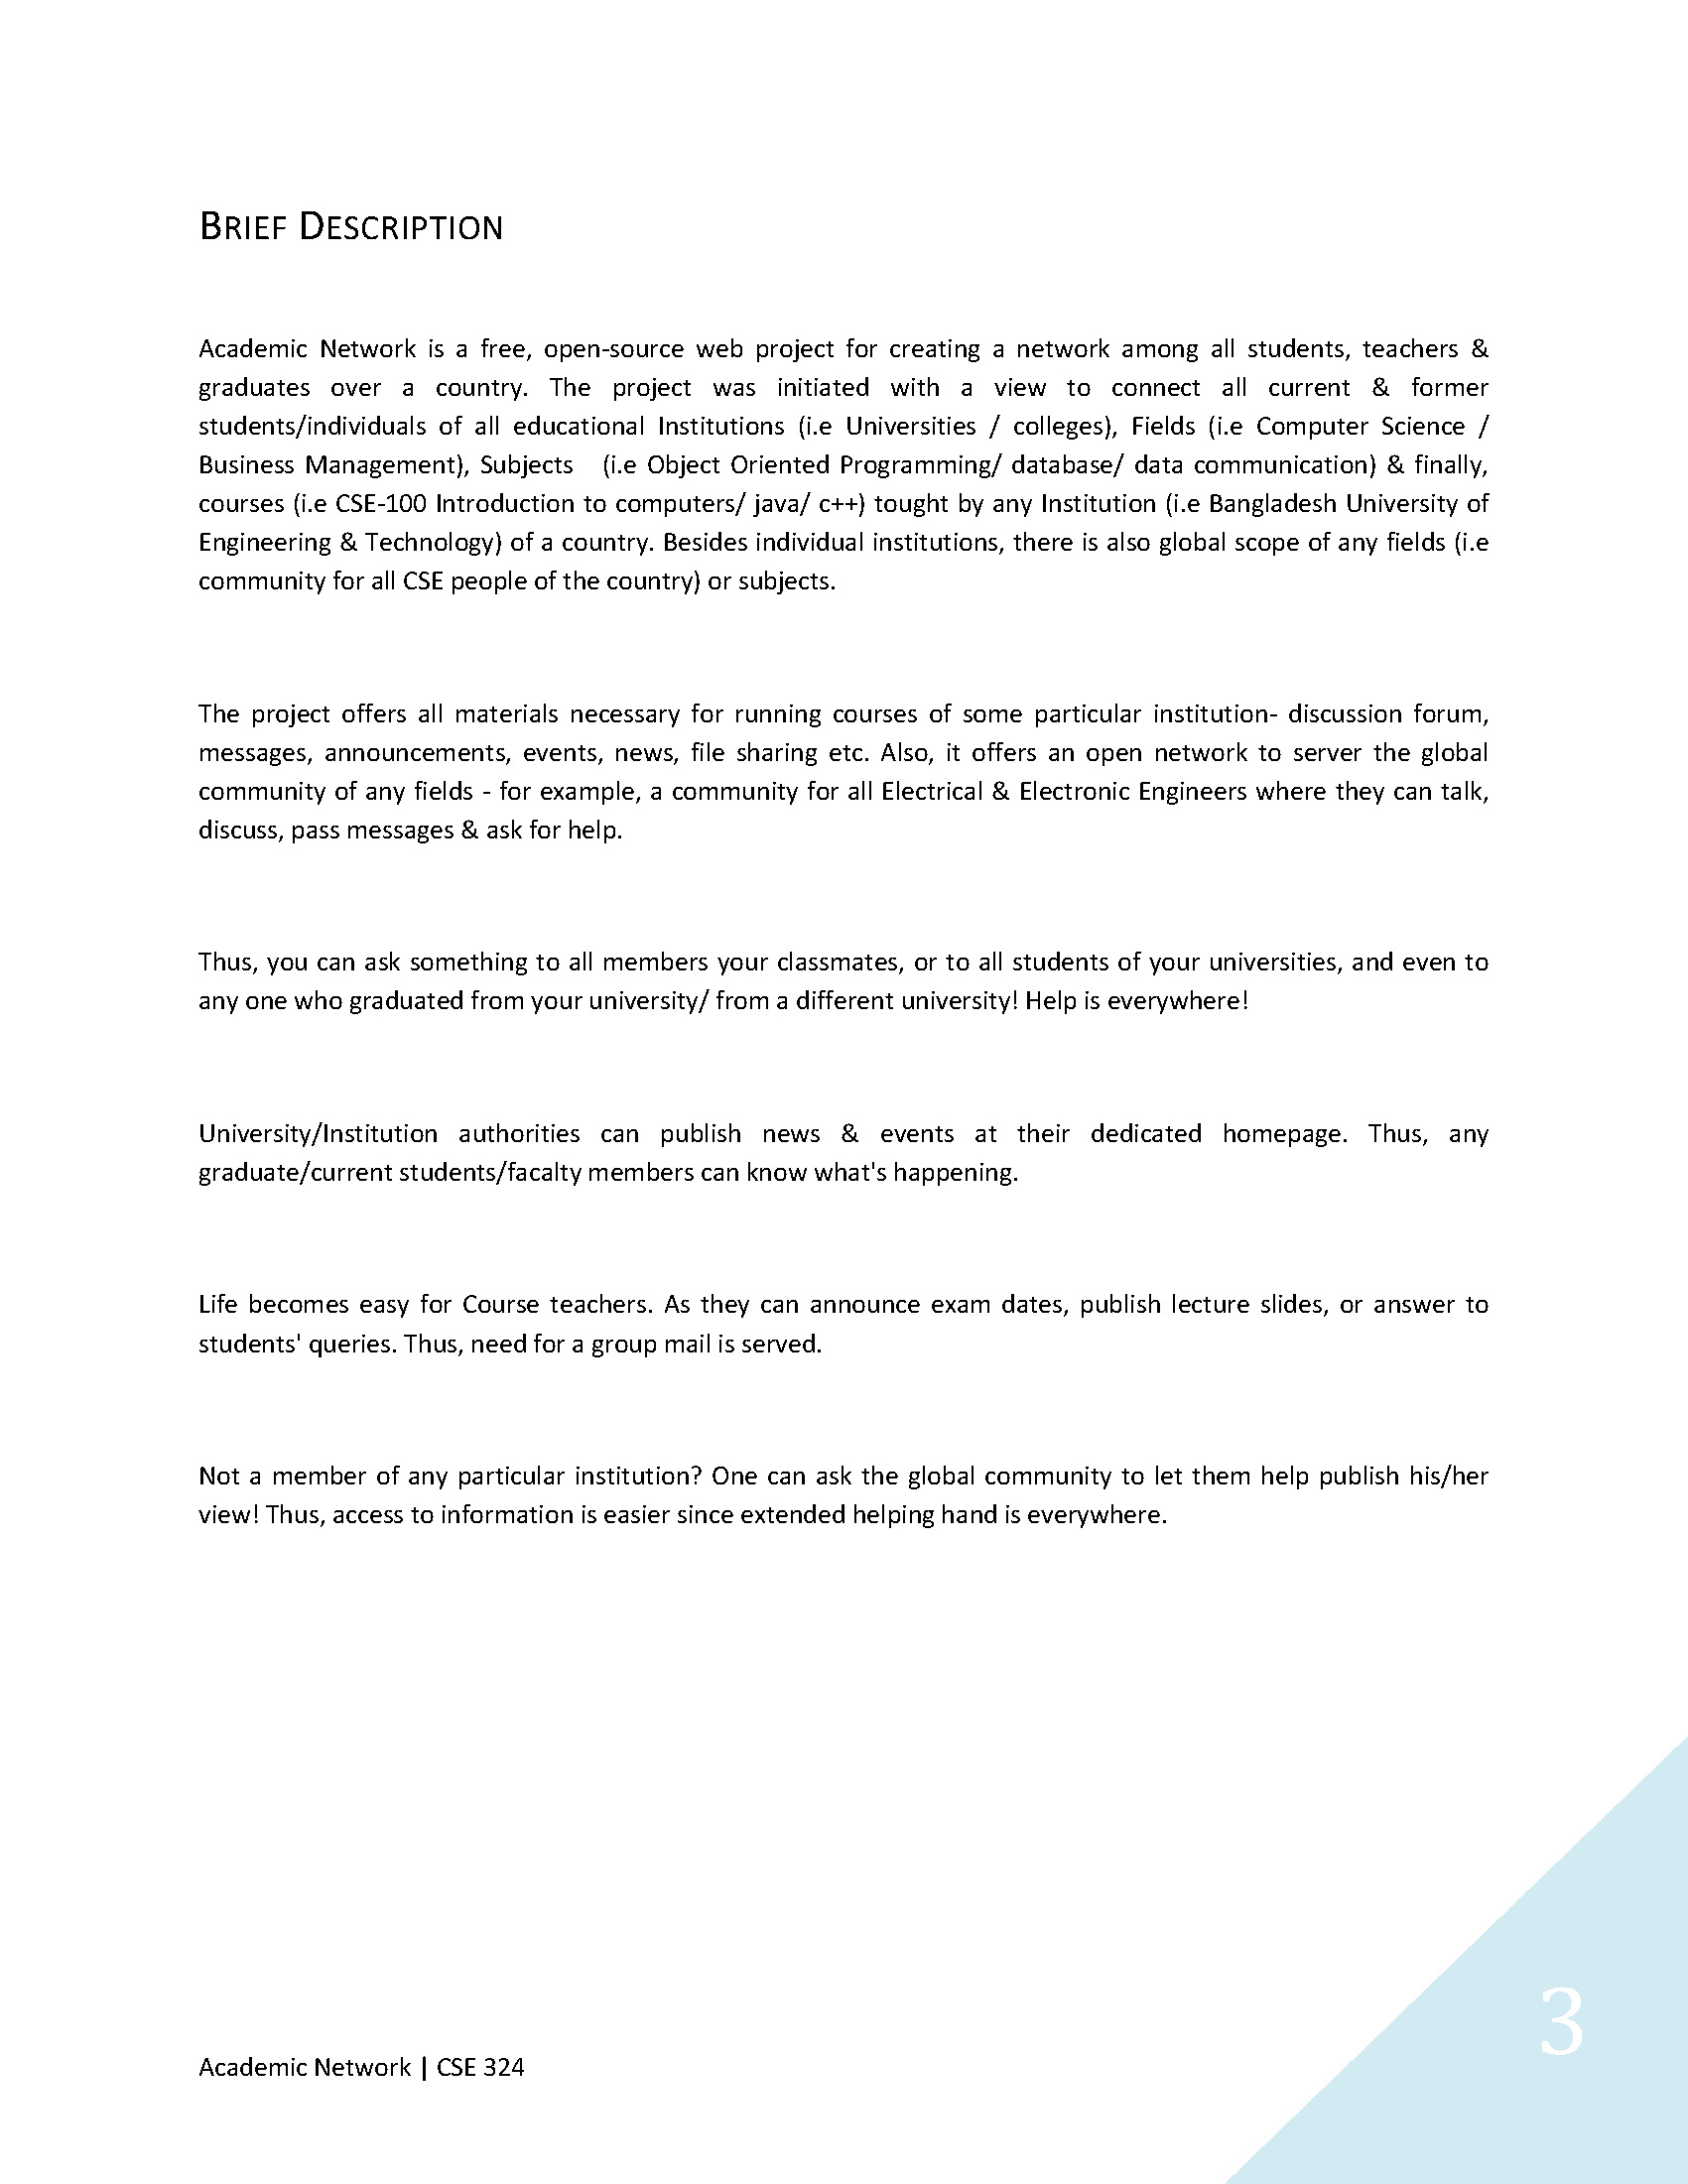 BRIEF DESCRIPTION
Academic Network is a free, open-source web project for creating a network among all students, teachers &
graduates over a country. The project was initiated with a view to connect all current & former
students/individuals of all educational Institutions (i.e Universities / colleges), Fields (i.e Computer Science /
Business Management), Subjects (i.e Object Oriented Programming/ database/ data communication) & finally,
courses (i.e CSE-100 Introduction to computers/ java/ c++) tought by any Institution (i.e Bangladesh University of
Engineering & Technology) of a country. Besides individual institutions, there is also global scope of any fields (i.e
community for all CSE people of the country) or subjects.
The project offers all materials necessary for running courses of some particular institution- discussion forum,
messages, announcements, events, news, file sharing etc. Also, it offers an open network to server the global
community of any fields - for example, a community for all Electrical & Electronic Engineers where they can talk,
discuss, pass messages & ask for help.
Thus, you can ask something to all members your classmates, or to all students of your universities, and even to
any one who graduated from your university/ from a different university! Help is everywhere!
University/Institution authorities can publish news & events at their dedicated homepage. Thus, any
graduate/current students/facalty members can know what's happening.
Life becomes easy for Course teachers. As they can announce exam dates, publish lecture slides, or answer to
students' queries. Thus, need for a group mail is served.
Not a member of any particular institution? One can ask the global community to let them help publish his/her
view! Thus, access to information is easier since extended helping hand is everywhere.
3
Academic Network | CSE 324